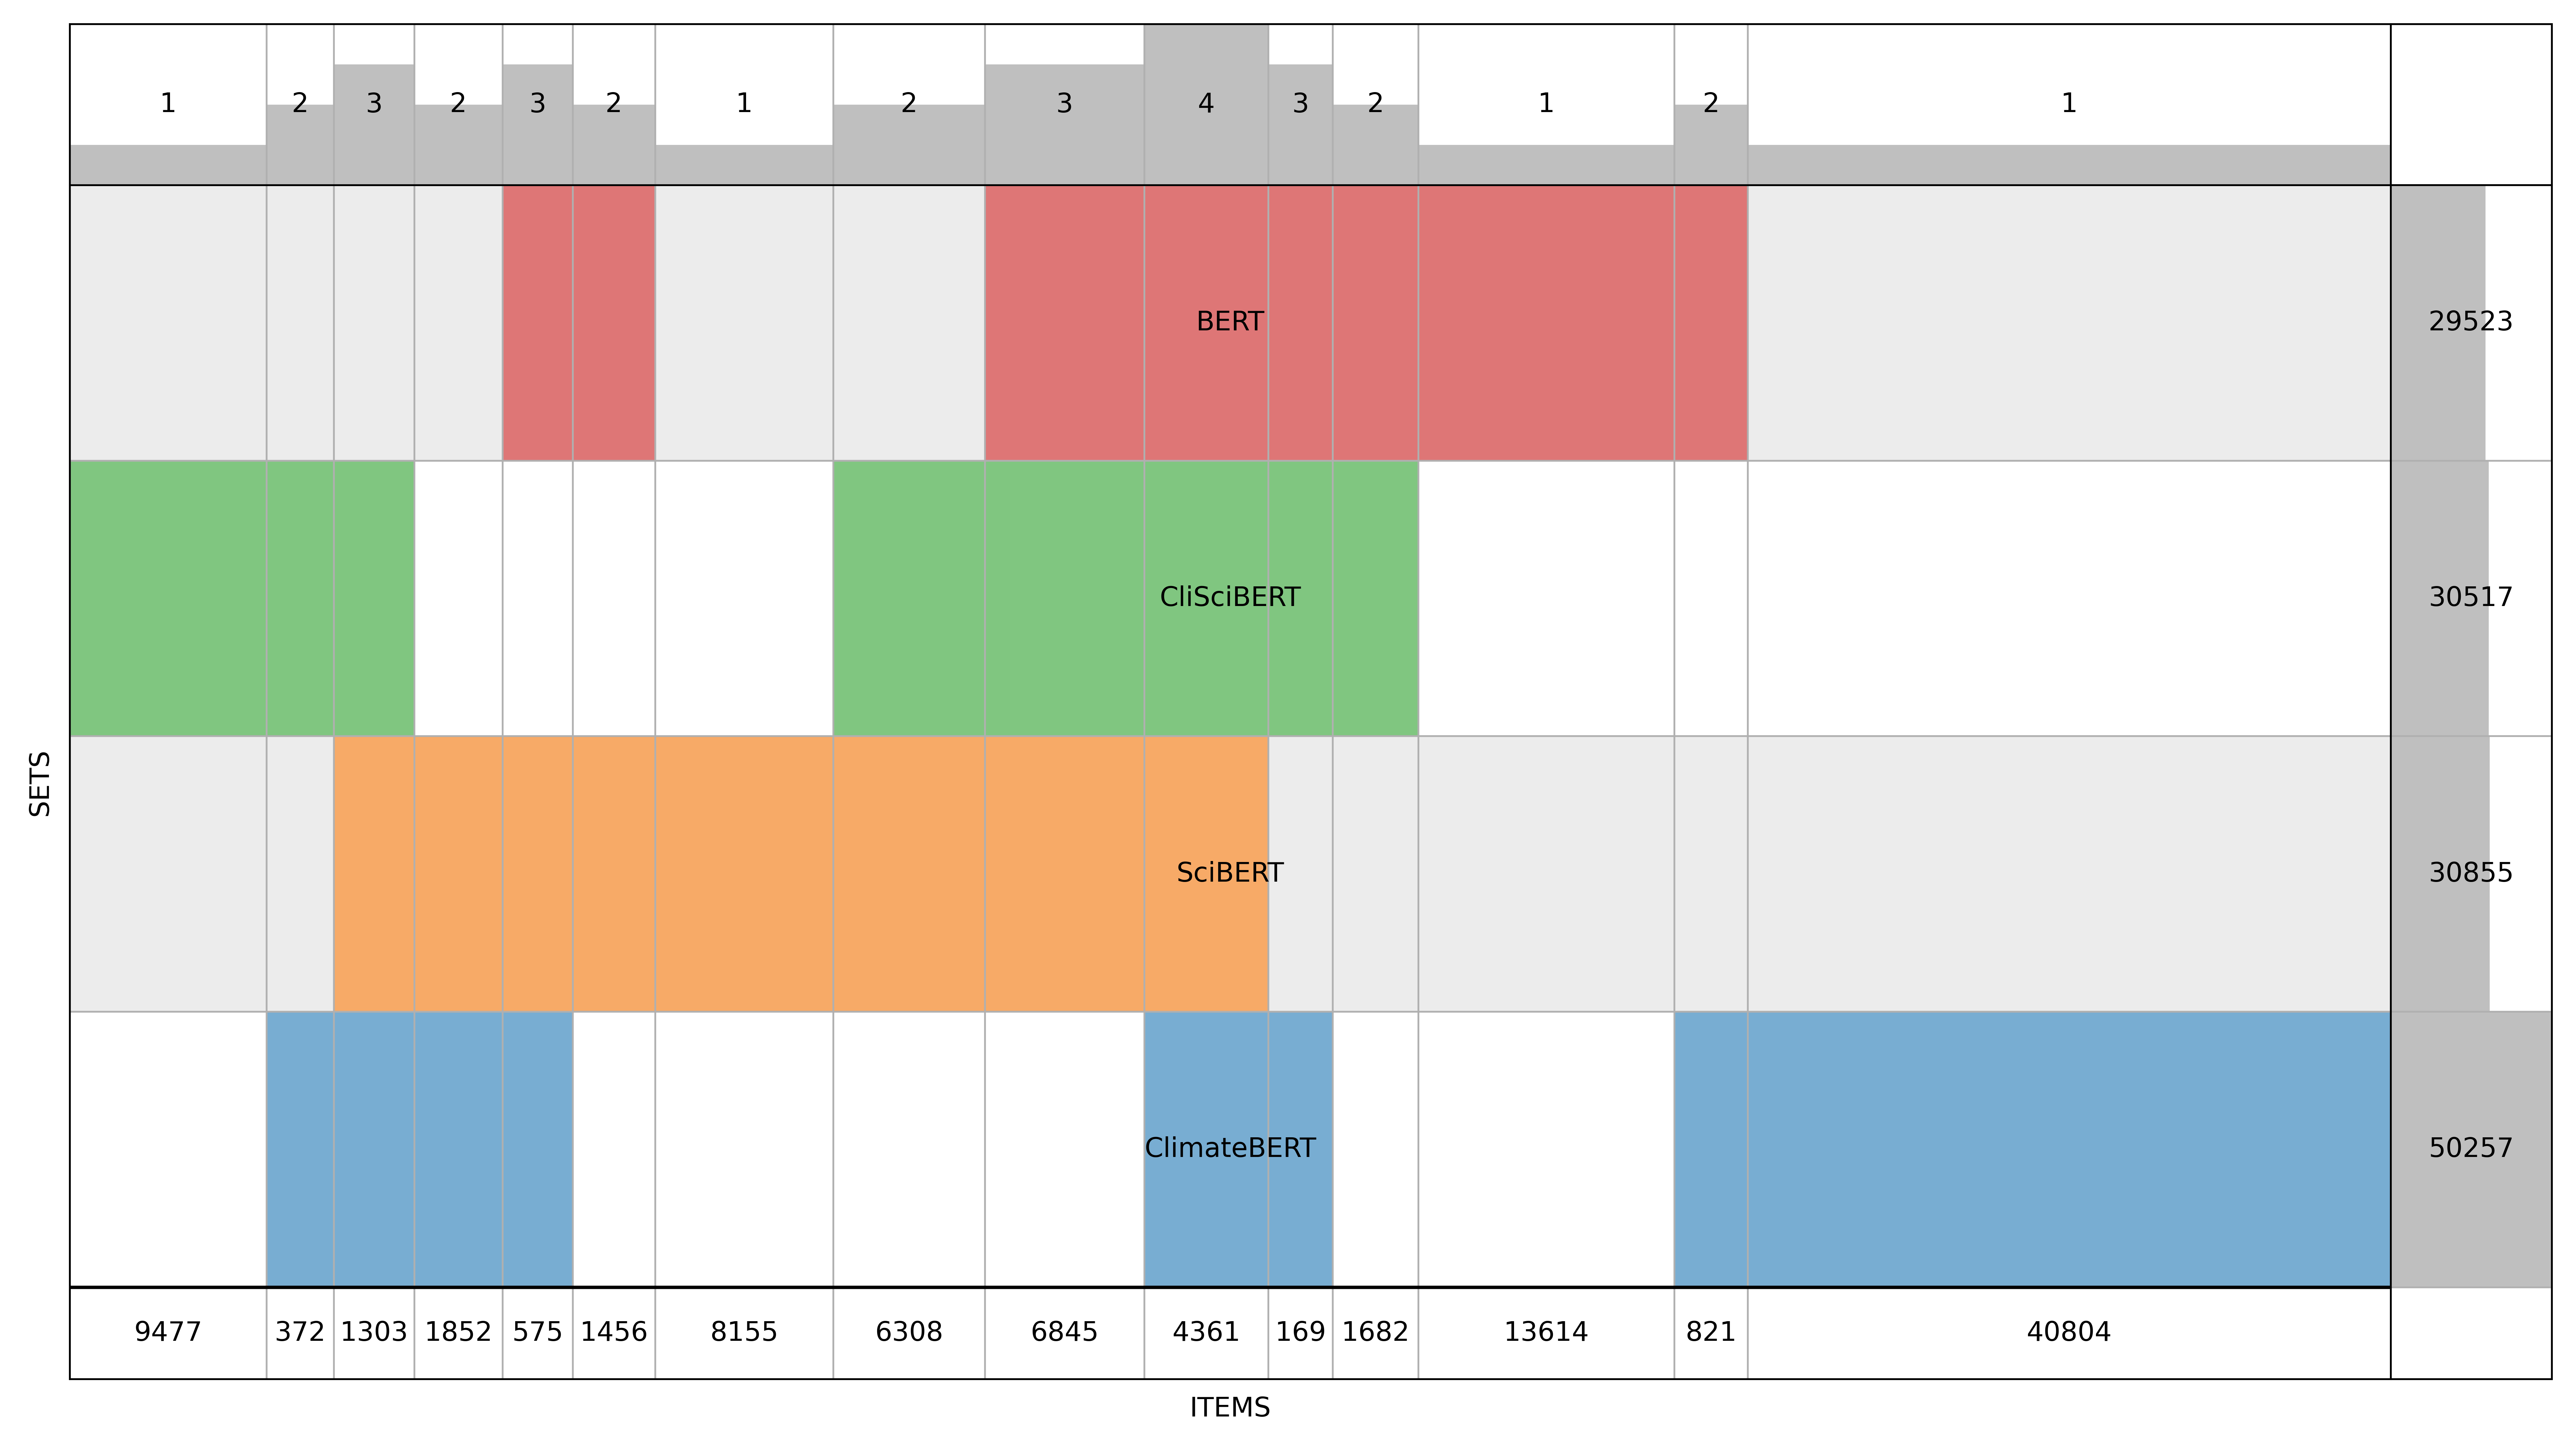 1 2 3 2 3 2 1 2 3 4 3 2 1 2 1
BERT 29523
CliSciBERT 30517
SETS
SciBERT 30855
ClimateBERT 50257
9477 372 1303 1852 575 1456 8155 6308 6845 4361 169 1682 13614 821 40804
ITEMS